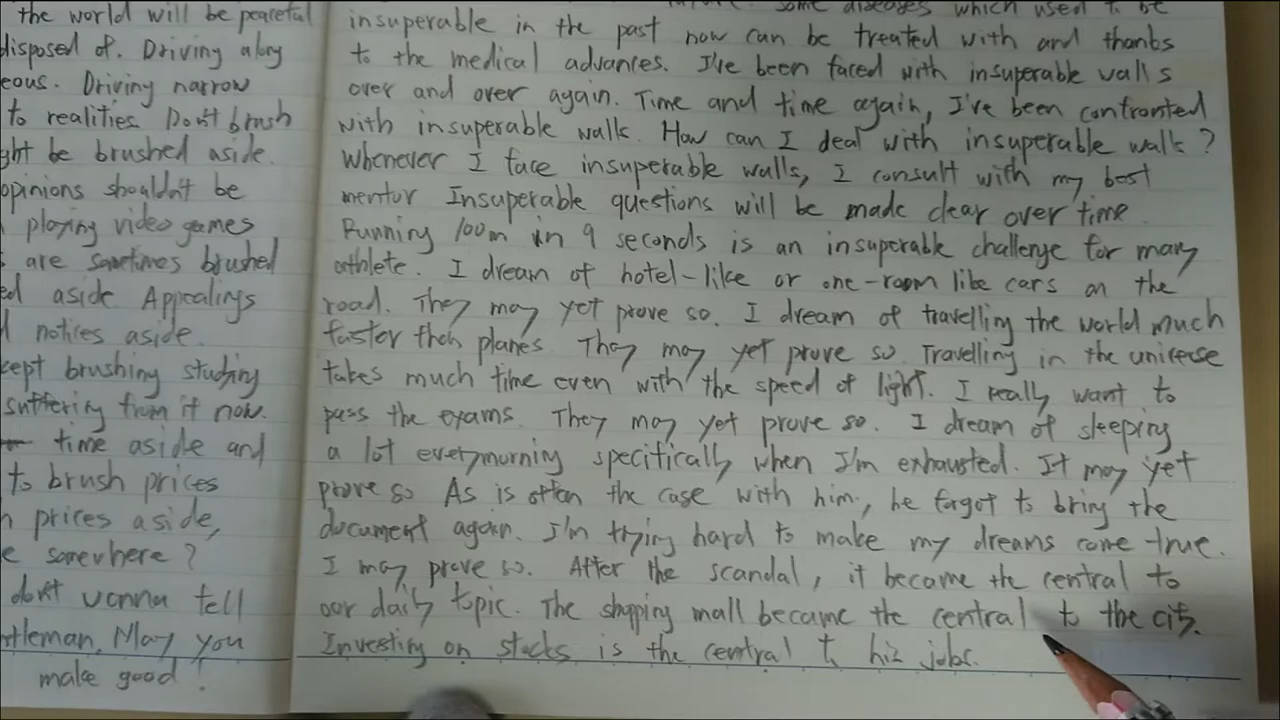 the world will be peaceful
disposed of. Driving along
eous. Driving narrow
to realities. Don't brush
ght be brushed aside.
opinions shouldn't be
playing video games
s are sometimes brushed
ed aside Appealings
d notices aside.
cept brushing studying
suffering from it now.
time aside and
to brush prices
n prices aside,
e somewhere?
don't wanna tell
ntleman. May you
make good!
some diseases which used to be
insuperable in the past now can be treated with and thanks
to the medical advances. I've been faced with insuperable walls
over and over again. Time and time again, I've been confronted
with insuperable walls. How can I deal with insuperable walls?
Whenever I face insuperable walls, I consult with my best
mentor Insuperable questions will be made clear over time.
Running 100m in 9 seconds is an insuperable challenge for many
athlete. I dream of hotel-like or one-room like cars on the
road. They may yet prove so. I dream of travelling the world much
faster than planes. They may yet prove so Travelling in the universe
takes much time even with the speed of light. I really want to
pass the exams. They may yet prove so. I dream of sleeping
a lot everymorning specifically when I'm exhausted. It may yet
prove so As is often the case with him, he forgot to bring the
document again. I'm trying hard to make my dreams come true.
I may prove so. After the scandal, it became the central to
our daily topic. The shopping mall became the central to the city.
Investing on stocks is the central to his jobs.